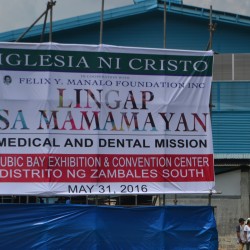 IGLESIA NI CRISTO
FELIX Y. MANALO FOUNDATION INC
LINGAP
SA MAMAMAYAN
MEDICAL AND DENTAL MISSION
SUBIC BAY EXHIBITION & CONVENTION CENTER
DISTRITO NG ZAMBALES SOUTH
MAY 31, 2016